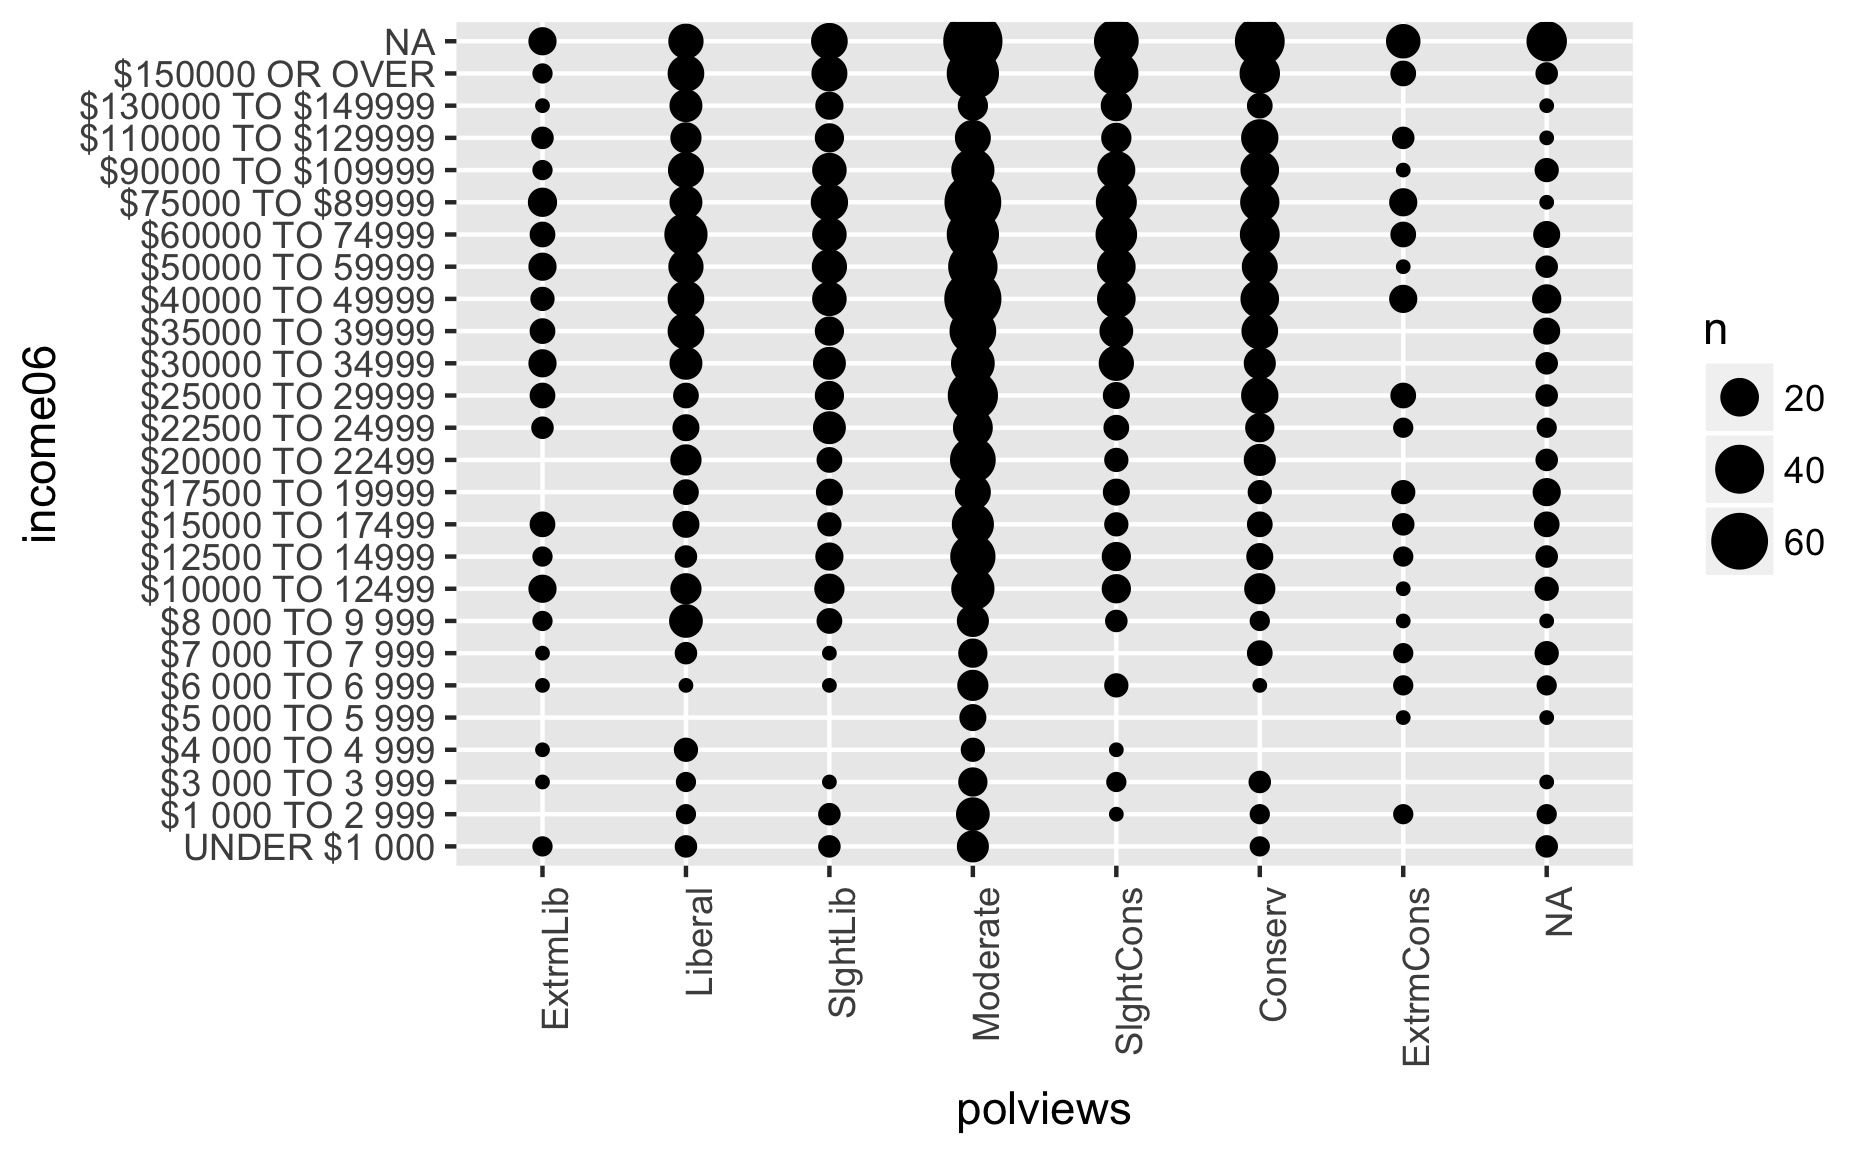 NA
$150000 OR OVER
$130000 TO $149999
$110000 TO $129999
$90000 TO $109999
$75000 TO $89999
$60000 TO 74999
$50000 TO 59999
$40000 TO 49999
$35000 TO 39999
$30000 TO 34999
$25000 TO 29999
$22500 TO 24999
$20000 TO 22499
$17500 TO 19999
$15000 TO 17499
$12500 TO 14999
$10000 TO 12499
$8 000 TO 9 999
$7 000 TO 7 999
$6 000 TO 6 999
$5 000 TO 5 999
$4 000 TO 4 999
$3 000 TO 3 999
$1 000 TO 2 999
UNDER $1 000
income06
ExtrmLib
Liberal
SlghtLib
Moderate
SlghtCons
Conserv
ExtrmCons
NA
polviews
n
20
40
60